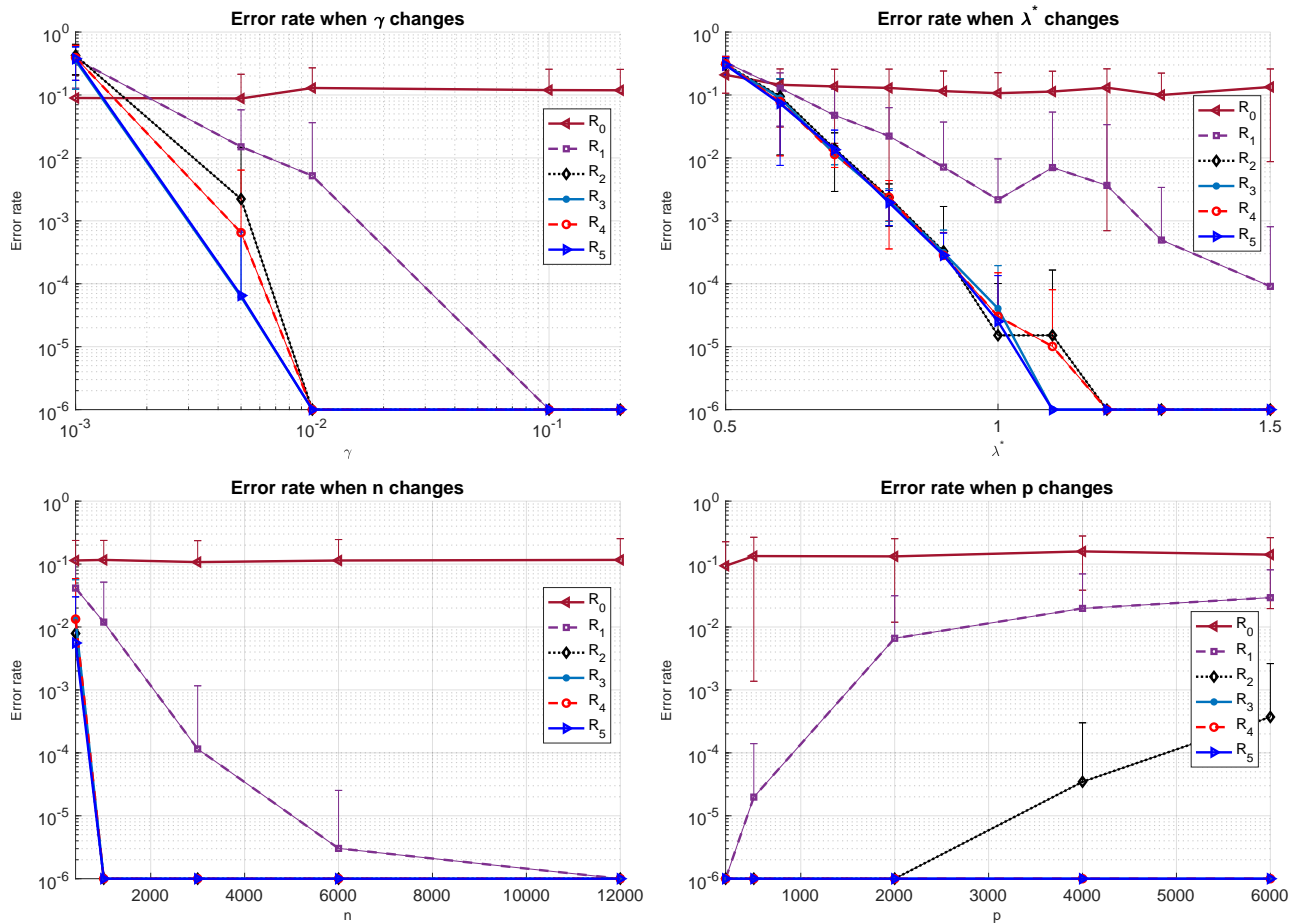 Error rate when γ changes
Error rate
10^0
10^-1
10^-2
10^-3
10^-4
10^-5
10^-6
10^-3
10^-2
10^-1
γ
R_0
R_1
R_2
R_3
R_4
R_5
Error rate when λ^* changes
Error rate
10^0
10^-1
10^-2
10^-3
10^-4
10^-5
10^-6
0.5
1
1.5
λ^*
R_0
R_1
R_2
R_3
R_4
R_5
Error rate when n changes
Error rate
10^0
10^-1
10^-2
10^-3
10^-4
10^-5
10^-6
2000
4000
6000
8000
10000
12000
n
R_0
R_1
R_2
R_3
R_4
R_5
Error rate when p changes
Error rate
10^0
10^-1
10^-2
10^-3
10^-4
10^-5
10^-6
1000
2000
3000
4000
5000
6000
p
R_0
R_1
R_2
R_3
R_4
R_5